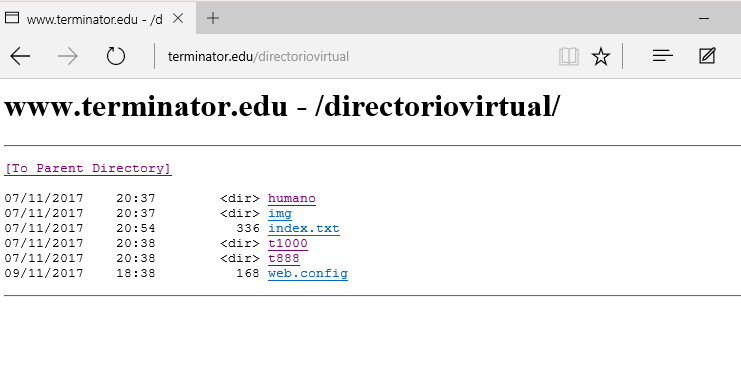 www.terminator.edu - /d
terminator.edu/directoriovirtual
www.terminator.edu - /directoriovirtual/
[To Parent Directory]
07/11/2017 20:37 <dir> humano
07/11/2017 20:37 <dir> img
07/11/2017 20:54 336 index.txt
07/11/2017 20:38 <dir> t1000
07/11/2017 20:38 <dir> t888
09/11/2017 18:38 168 web.config